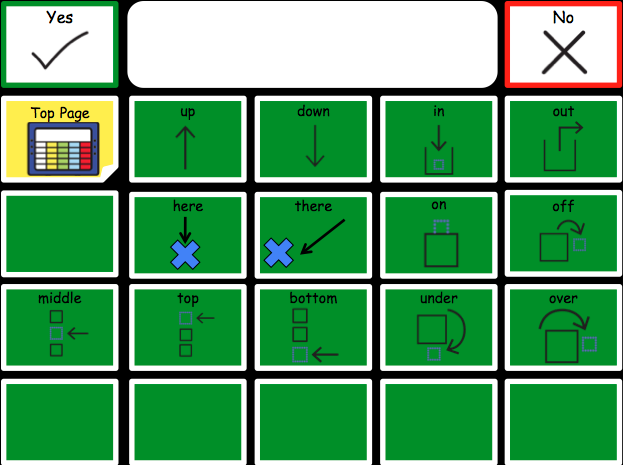 Yes
No
Top Page
up
down
in
out
here
there
on
off
middle
top
bottom
under
over